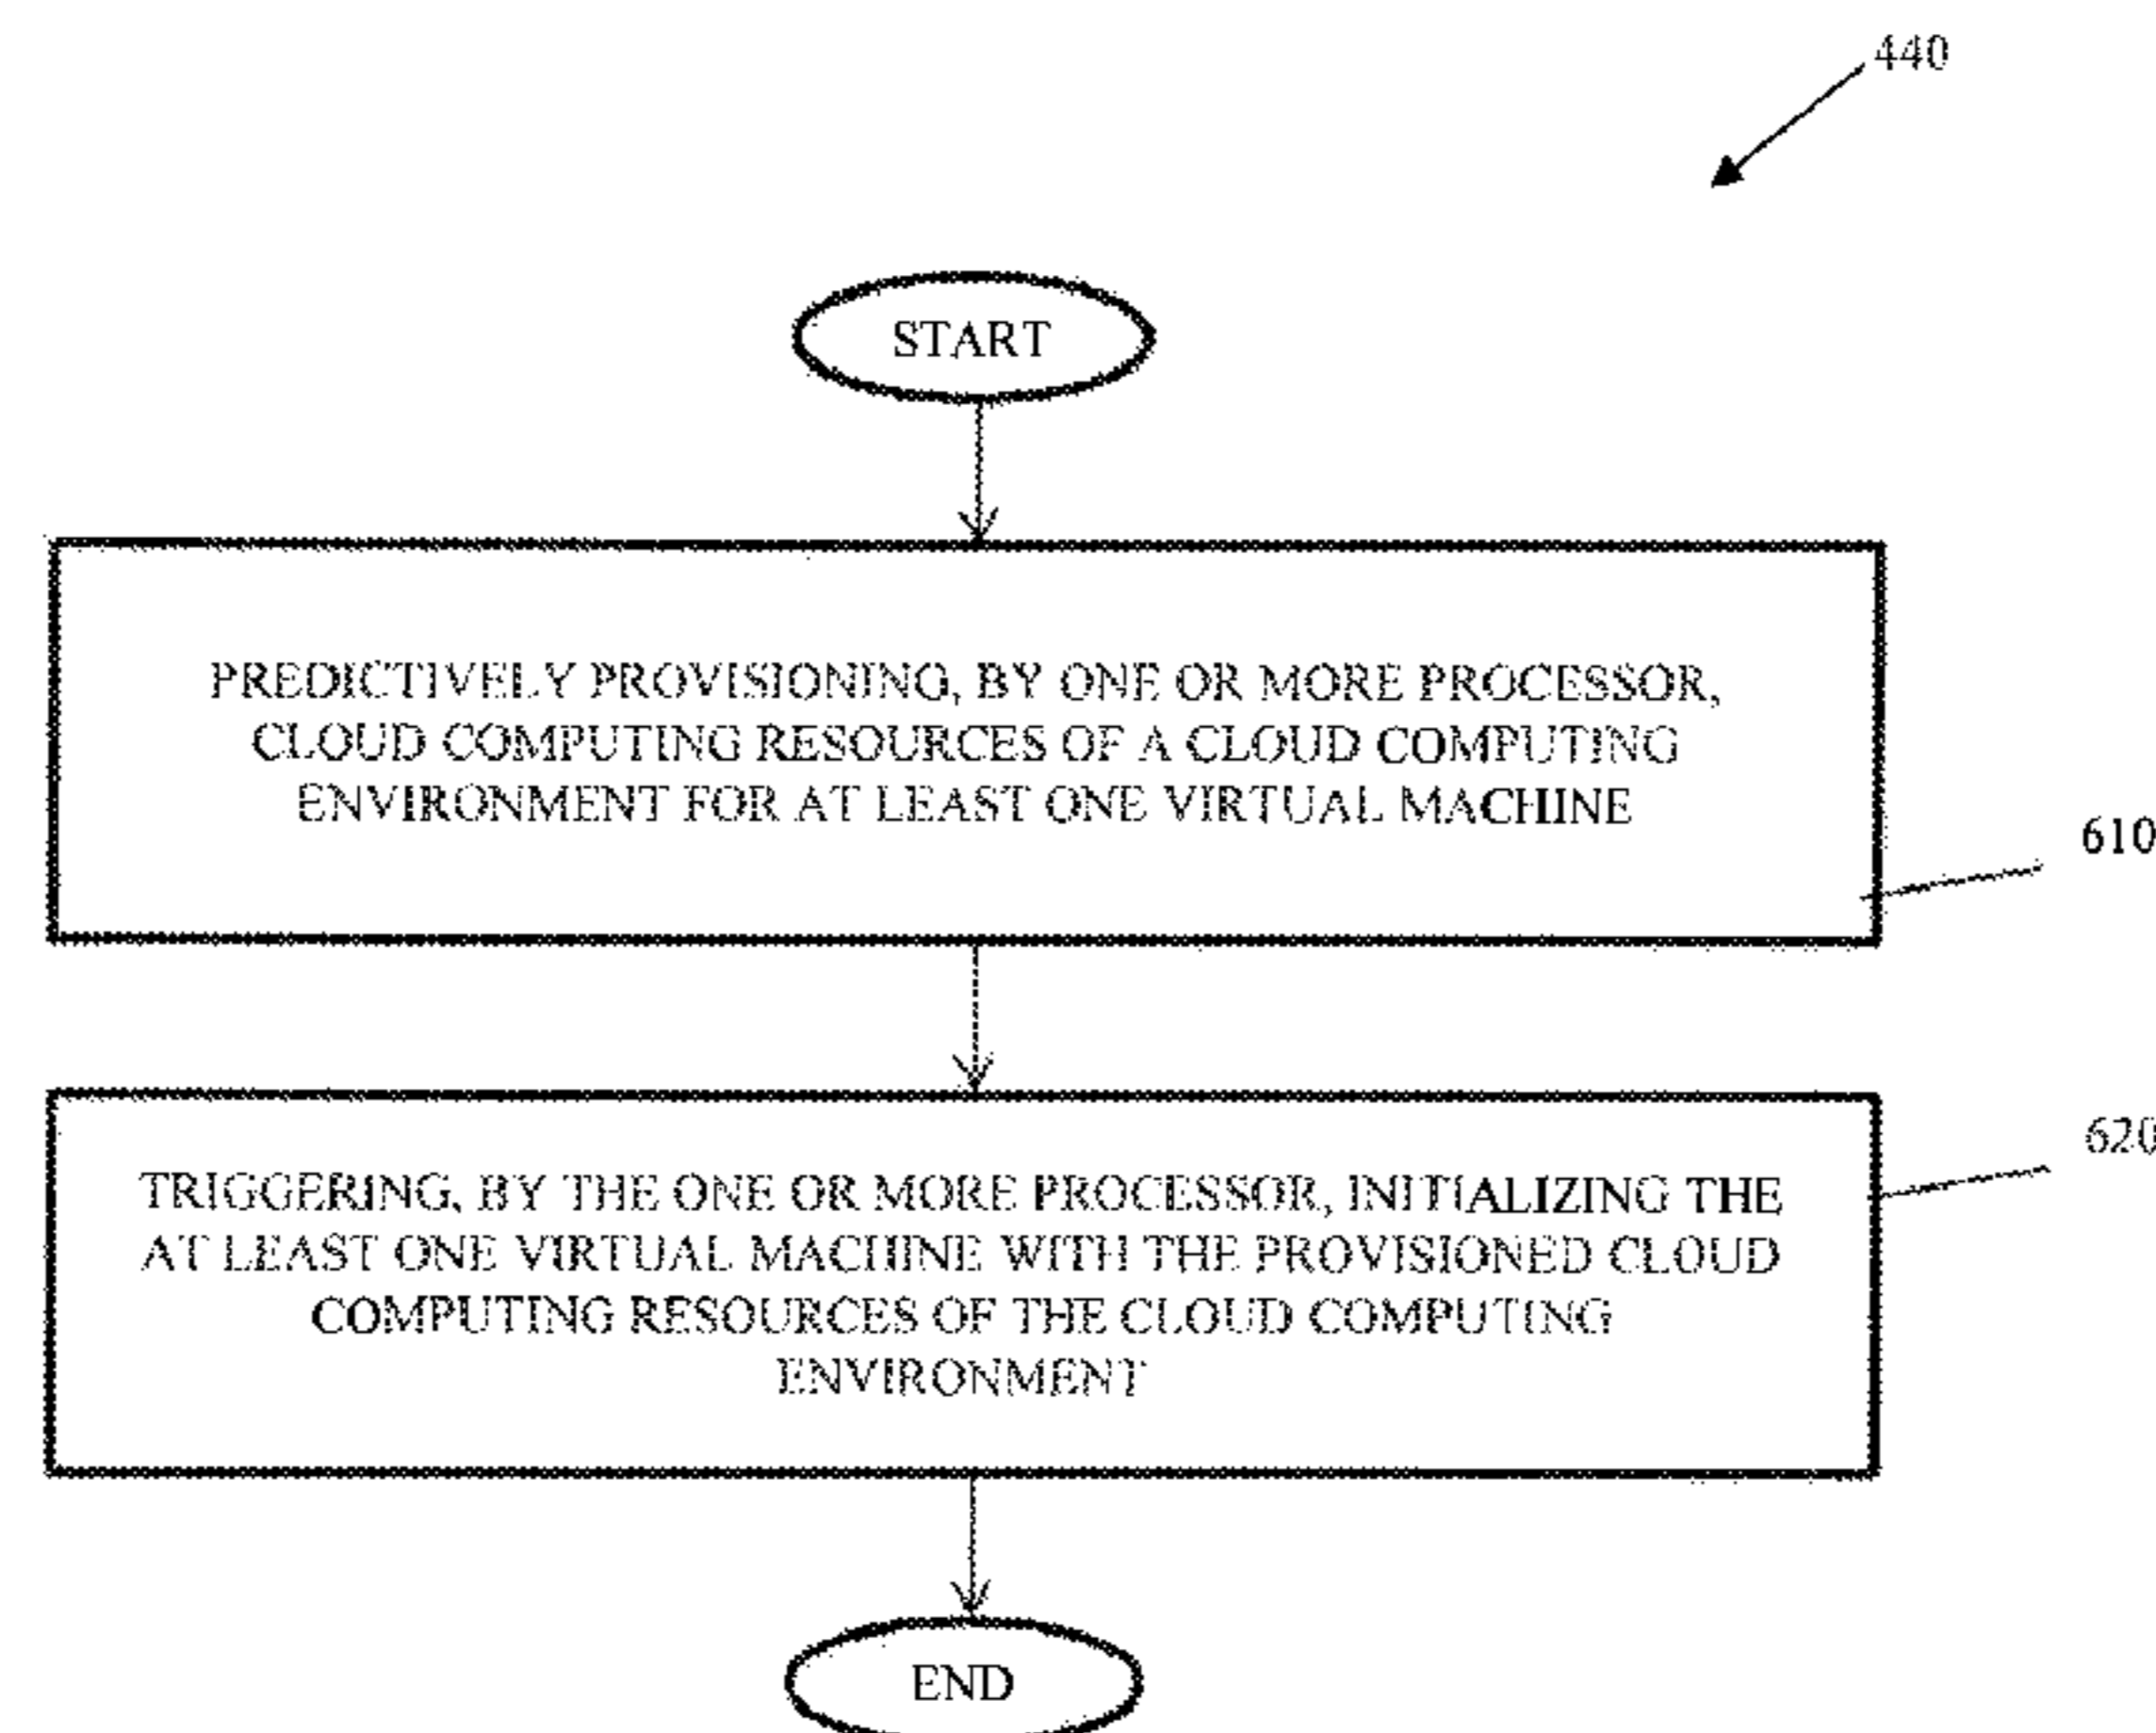 440
START
PREDICTIVELY PROVISIONING, BY ONE OR MORE PROCESSOR,
CLOUD COMPUTING RESOURCES OF A CLOUD COMPUTING
ENVIRONMENT FOR AT LEAST ONE VIRTUAL MACHINE
610
620
TRIGGERING, BY THE ONE OR MORE PROCESSOR, INITIALIZING THE
AT LEAST ONE VIRTUAL MACHINE WITH THE PROVISIONED CLOUD
COMPUTING RESOURCES OF THE CLOUD COMPUTING
ENVIRONMENT
END